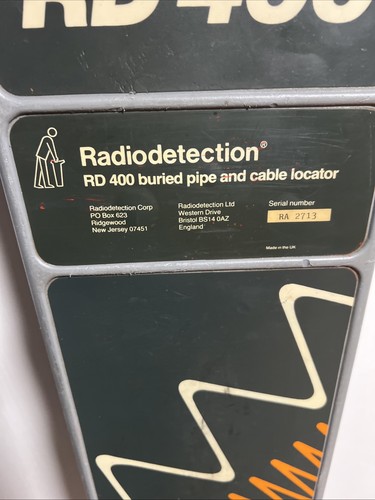 RD 400
Radiodetection®
RD 400 buried pipe and cable locator
Radiodetection Corp
PO Box 623
Ridgewood
New Jersey 07451
Radiodetection Ltd
Western Drive
Bristol BS14 0AZ
England
Serial number
RA 2713
Made in the UK